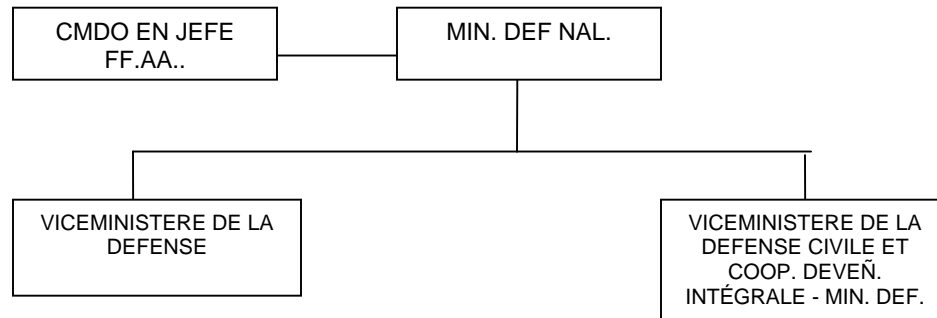 CMDO EN JEFE
FF.AA..
MIN. DEF NAL.
VICEMINISTERE DE LA
DEFENSE
VICEMINISTERE DE LA
DEFENSE CIVILE ET
COOP. DEVEÑ.
INTÉGRALE - MIN. DEF.